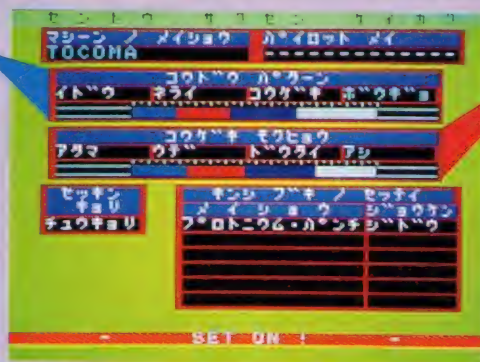 セントウ サクセン ケイカク
マシーン ノ メイショウ パイロット メイ
TOCOMA ------------
コウドウ パターン
イドウ ネライ コウゲキ ボウギョ
コウゲキ モクヒョウ
アタマ ウデ ドウタイ アシ
セッキン キンシ ブキ ノ セッテイ
キョリ メイショウ ジョウケン
チュウキョリ プロトニウム・パンチ ジドウ
- SET ON ! -